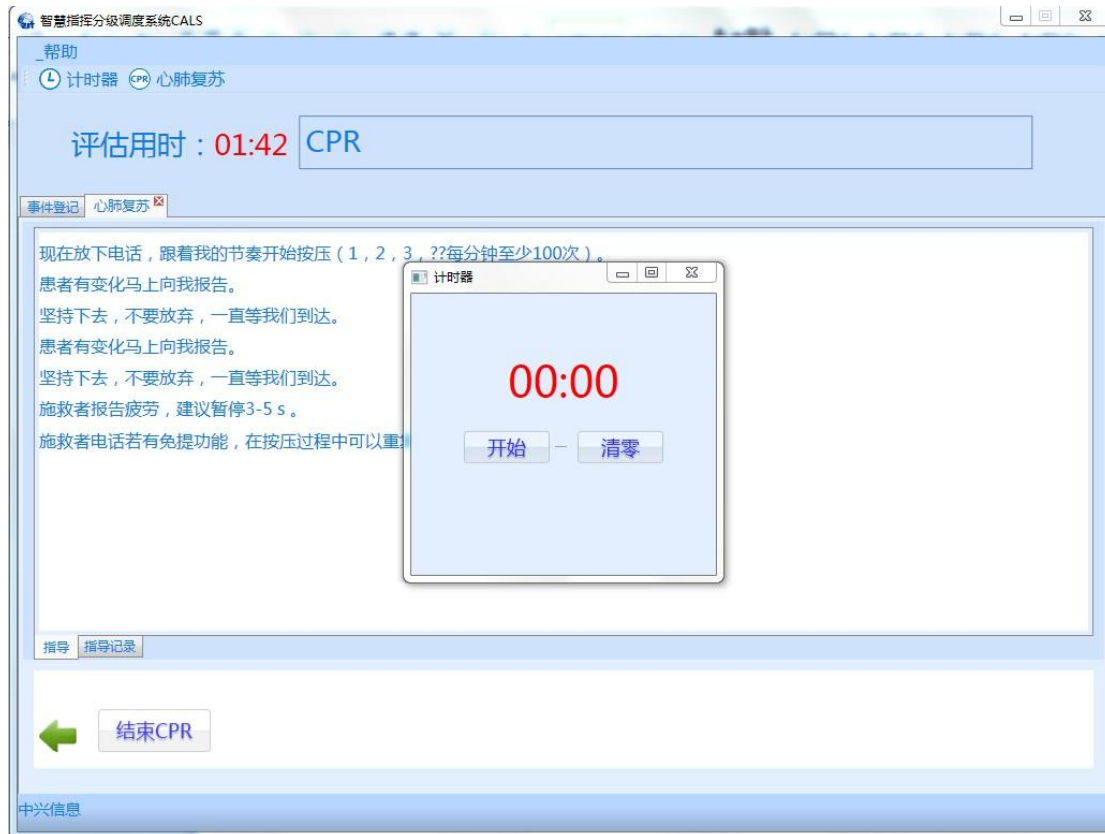 智慧指挥分级调度系统CALS
_帮助
计时器 CPR 心肺复苏
评估用时：01:42 CPR
事件登记 心肺复苏
现在放下电话，跟着我的节奏开始按压（1，2，3，??每分钟至少100次）。
患者有变化马上向我报告。
坚持下去，不要放弃，一直等我们到达。
患者有变化马上向我报告。
坚持下去，不要放弃，一直等我们到达。
施救者报告疲劳，建议暂停3-5 s。
施救者电话若有免提功能，在按压过程中可以重
计时器
00:00
开始 — 清零
指导 指导记录
结束CPR
中兴信息